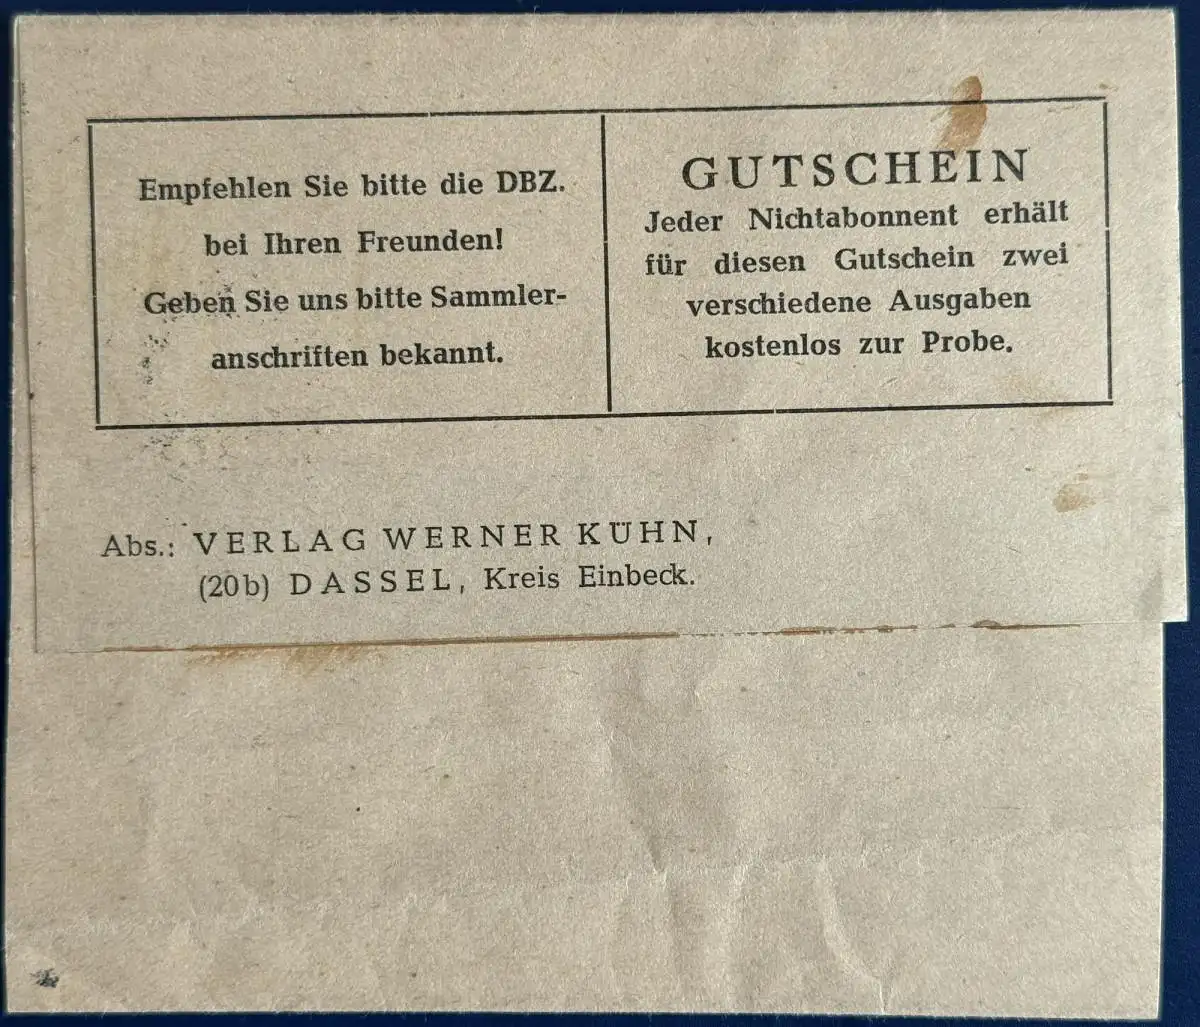 Empfehlen Sie bitte die DBZ.
bei Ihren Freunden!
Geben Sie uns bitte Sammler-
anschriften bekannt.
GUTSCHEIN
Jeder Nichtabonnent erhält
für diesen Gutschein zwei
verschiedene Ausgaben
kostenlos zur Probe.
Abs.: VERLAG WERNER KÜHN,
(20b) DASSEL, Kreis Einbeck.